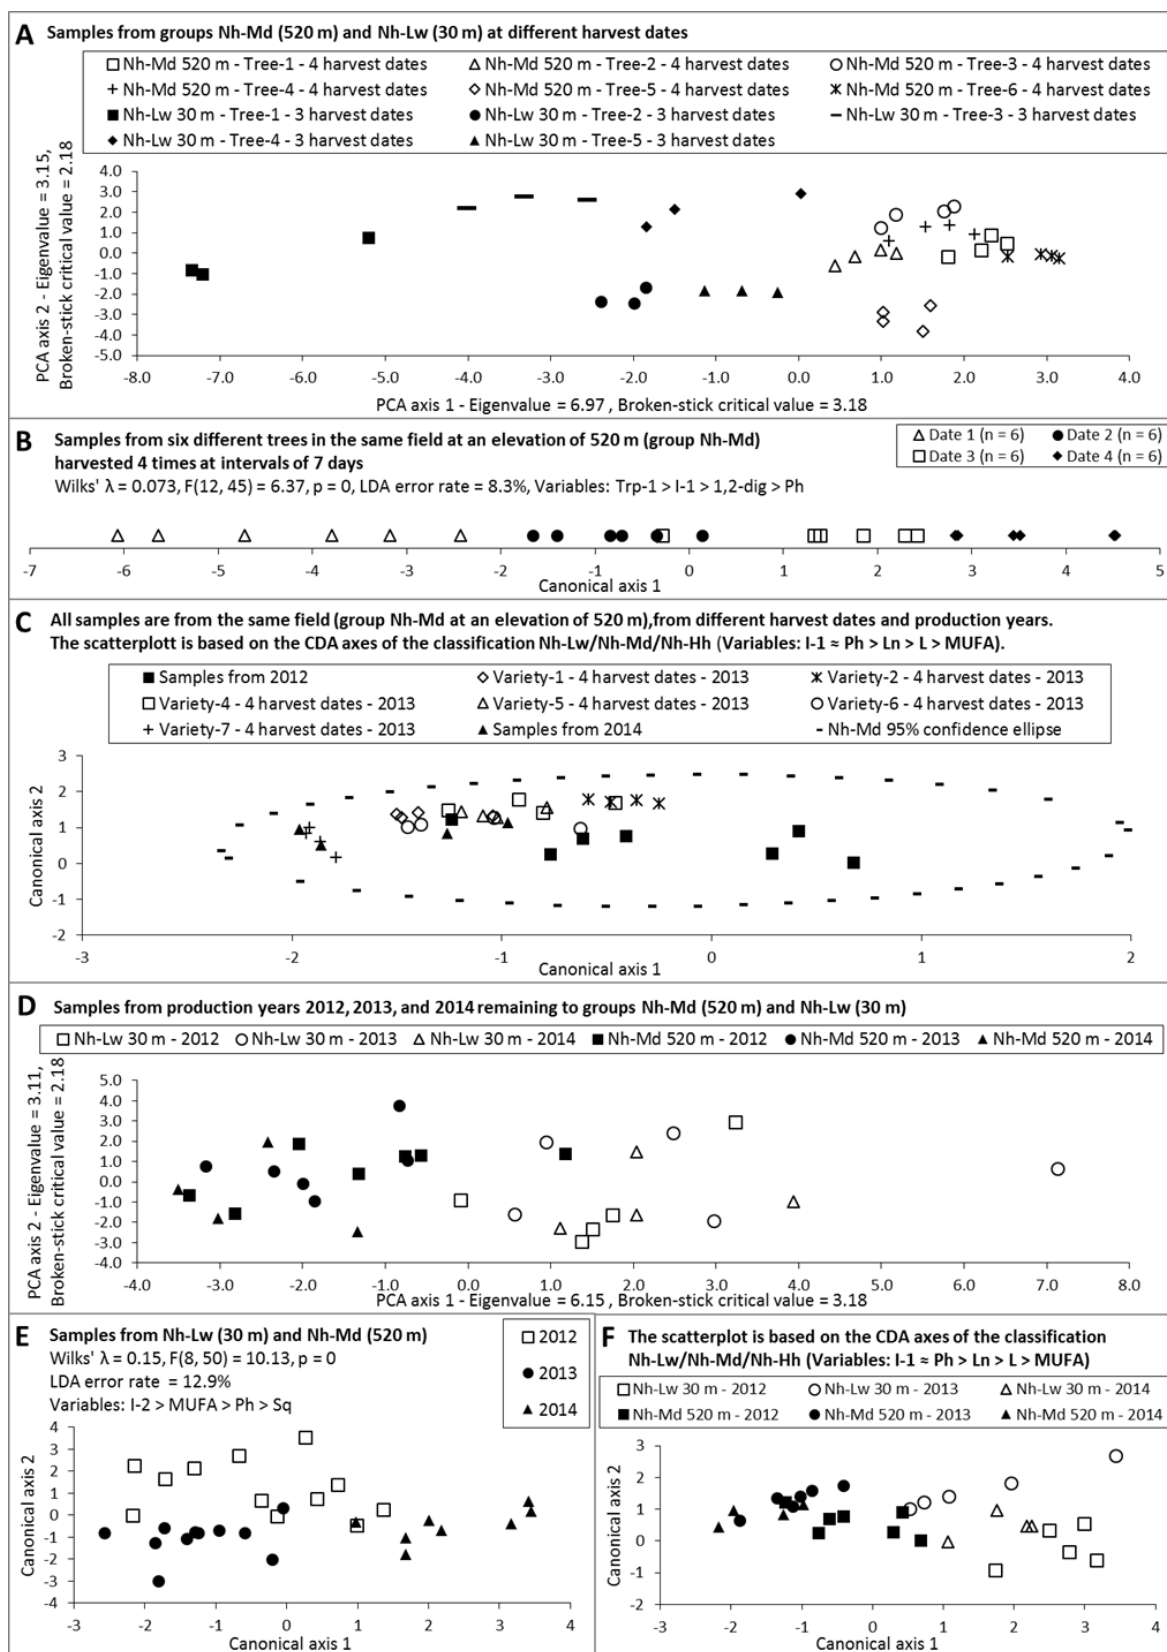 A Samples from groups Nh-Md (520 m) and Nh-Lw (30 m) at different harvest dates
Nh-Md 520 m - Tree-1 - 4 harvest dates
Nh-Md 520 m - Tree-2 - 4 harvest dates
Nh-Md 520 m - Tree-3 - 4 harvest dates
Nh-Md 520 m - Tree-4 - 4 harvest dates
Nh-Md 520 m - Tree-5 - 4 harvest dates
Nh-Md 520 m - Tree-6 - 4 harvest dates
Nh-Lw 30 m - Tree-1 - 3 harvest dates
Nh-Lw 30 m - Tree-2 - 3 harvest dates
Nh-Lw 30 m - Tree-3 - 3 harvest dates
Nh-Lw 30 m - Tree-4 - 3 harvest dates
Nh-Lw 30 m - Tree-5 - 3 harvest dates
PCA axis 2 - Eigenvalue = 3.15,
Broken-stick critical value = 2.18
4.0
3.0
2.0
1.0
0.0
-1.0
-2.0
-3.0
-4.0
-5.0
-8.0 -7.0 -6.0 -5.0 -4.0 -3.0 -2.0 -1.0 0.0 1.0 2.0 3.0 4.0
PCA axis 1 - Eigenvalue = 6.97 , Broken-stick critical value = 3.18
B Samples from six different trees in the same field at an elevation of 520 m (group Nh-Md)
harvested 4 times at intervals of 7 days
Wilks' λ = 0.073, F(12, 45) = 6.37, p = 0, LDA error rate = 8.3%, Variables: Trp-1 > I-1 > 1,2-dig > Ph
Date 1 (n = 6) Date 2 (n = 6)
Date 3 (n = 6) Date 4 (n = 6)
-7 -6 -5 -4 -3 -2 -1 0 1 2 3 4 5
Canonical axis 1
C All samples are from the same field (group Nh-Md at an elevation of 520 m),from different harvest dates and production years.
The scatterplott is based on the CDA axes of the classification Nh-Lw/Nh-Md/Nh-Hh (Variables: I-1 ≈ Ph > Ln > L > MUFA).
Samples from 2012
Variety-1 - 4 harvest dates - 2013
Variety-2 - 4 harvest dates - 2013
Variety-4 - 4 harvest dates - 2013
Variety-5 - 4 harvest dates - 2013
Variety-6 - 4 harvest dates - 2013
Variety-7 - 4 harvest dates - 2013
Samples from 2014
Nh-Md 95% confidence ellipse
Canonical axis 2
3
2
1
0
-1
-2
-3 -2 -1 0 1 2
Canonical axis 1
D Samples from production years 2012, 2013, and 2014 remaining to groups Nh-Md (520 m) and Nh-Lw (30 m)
Nh-Lw 30 m - 2012 Nh-Lw 30 m - 2013 Nh-Lw 30 m - 2014 Nh-Md 520 m - 2012 Nh-Md 520 m - 2013 Nh-Md 520 m - 2014
PCA axis 2 - Eigenvalue = 3.11,
Broken-stick critical value = 2.18
5.0
4.0
3.0
2.0
1.0
0.0
-1.0
-2.0
-3.0
-4.0
-4.0 -3.0 -2.0 -1.0 0.0 1.0 2.0 3.0 4.0 5.0 6.0 7.0 8.0
PCA axis 1 - Eigenvalue = 6.15 , Broken-stick critical value = 3.18
E Samples from Nh-Lw (30 m) and Nh-Md (520 m)
Wilks' λ = 0.15, F(8, 50) = 10.13, p = 0
LDA error rate = 12.9%
Variables: I-2 > MUFA > Ph > Sq
2012
2013
2014
Canonical axis 2
4
3
2
1
0
-1
-2
-3
-4
-3 -2 -1 0 1 2 3 4
Canonical axis 1
F The scatterplot is based on the CDA axes of the classification
Nh-Lw/Nh-Md/Nh-Hh (Variables: I-1 ≈ Ph > Ln > L > MUFA)
Nh-Lw 30 m - 2012 Nh-Lw 30 m - 2013 Nh-Lw 30 m - 2014
Nh-Md 520 m - 2012 Nh-Md 520 m - 2013 Nh-Md 520 m - 2014
Canonical axis 2
3
2
1
0
-1
-2
-3 -2 -1 0 1 2 3 4
Canonical axis 1